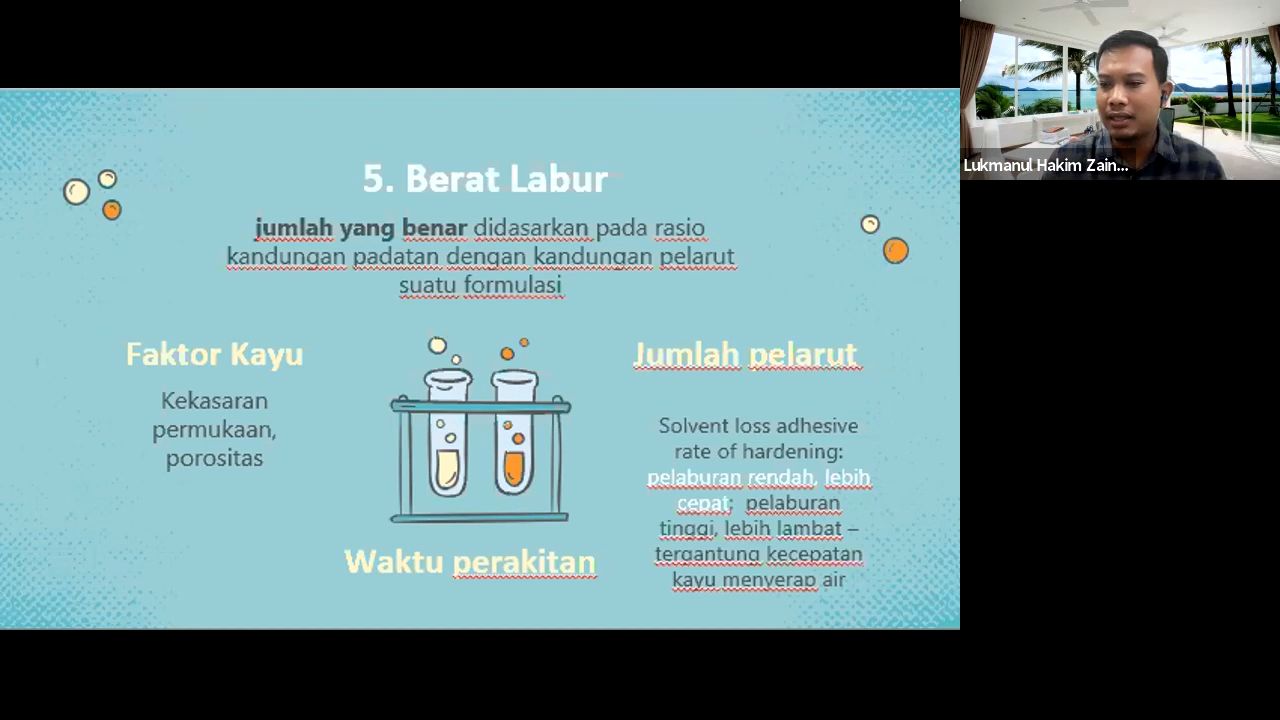 5. Berat Labur
jumlah yang benar didasarkan pada rasio
kandungan padatan dengan kandungan pelarut
suatu formulasi
Faktor Kayu
Kekasaran
permukaan,
porositas
Waktu perakitan
Jumlah pelarut
Solvent loss adhesive
rate of hardening:
pelaburan rendah, lebih
cepat; pelaburan
tinggi, lebih lambat –
tergantung kecepatan
kayu menyerap air
Lukmanul Hakim Zain...